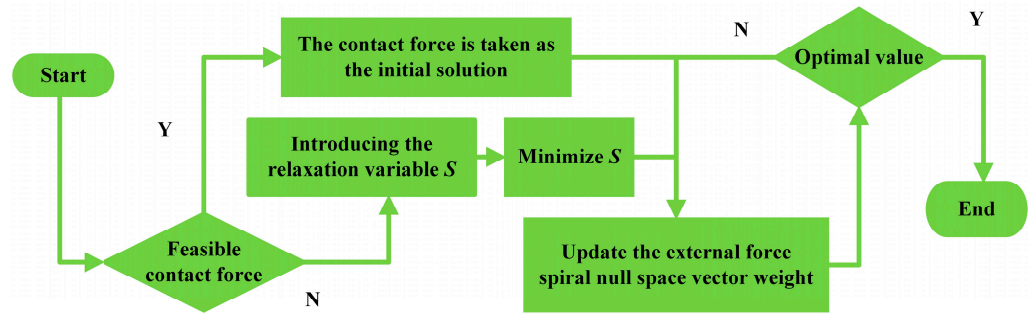 Start
Y
The contact force is taken as
the initial solution
N
Optimal value
Y
Introducing the
relaxation variable S
Minimize S
Feasible
contact force
N
Update the external force
spiral null space vector weight
End